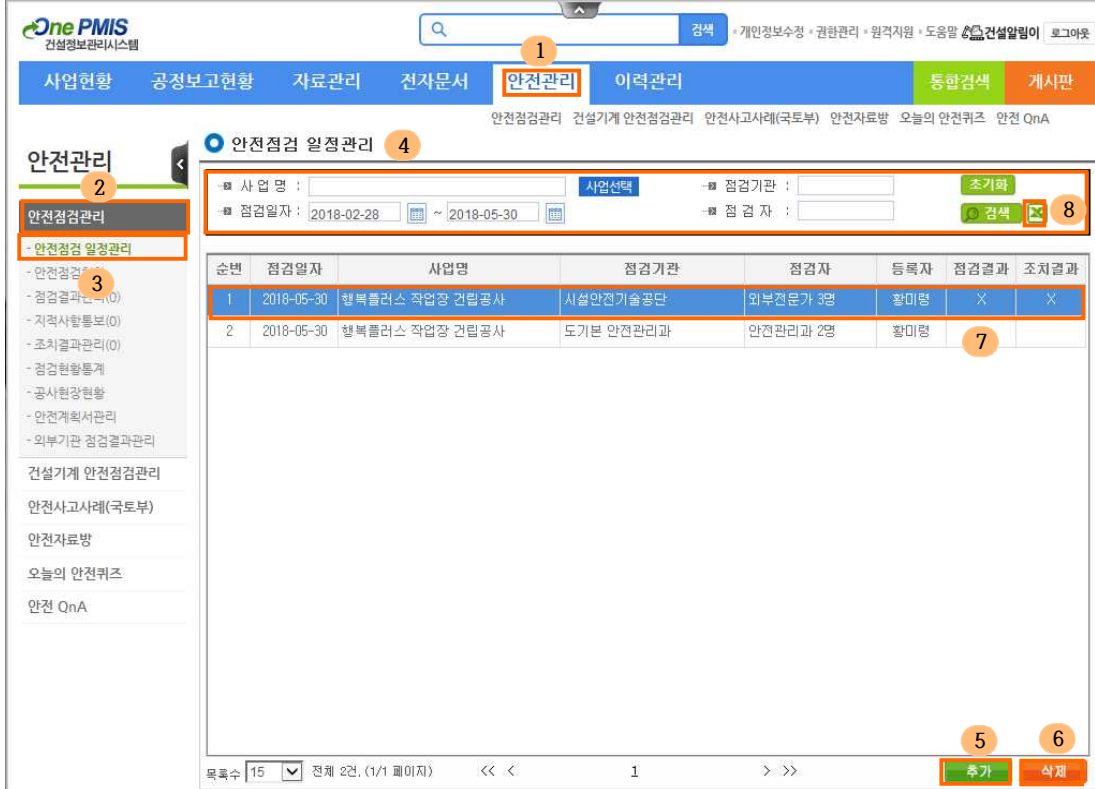 One PMIS
건설정보관리시스템
검색
개인정보수정 권한관리 원격지원 도움말 건설알림이 로그아웃
1
사업현황 공정보고현황 자료관리 전자문서 안전관리 이력관리 통합검색 게시판
안전점검관리 건설기계 안전점검관리 안전사고사례(국토부) 안전자료방 오늘의 안전퀴즈 안전 QnA
안전관리
2
안전점검관리
- 안전점검 일정관리
- 안전점검
3
- 점검결과관리(0)
- 지적사항통보(0)
- 조치결과관리(0)
- 점검현황통계
- 공사현장현황
- 안전계획서관리
- 외부기관 점검결과관리
건설기계 안전점검관리
안전사고사례(국토부)
안전자료방
오늘의 안전퀴즈
안전 QnA
안전점검 일정관리 4
사 업 명 : 사업선택 점검기관 : 초기화
점검일자 : 2018-02-28 ~ 2018-05-30 점 검 자 : 검색 8
순번 점검일자 사업명 점검기관 점검자 등록자 점검결과 조치결과
1 2018-05-30 행복플러스 작업장 건립공사 시설안전기술공단 외부전문가 3명 황미령 X X
2 2018-05-30 행복플러스 작업장 건립공사 도기본 안전관리과 안전관리과 2명 황미령
7
5 6
목록수 15 전체 2건, (1/1 페이지) << < 1 > >> 추가 삭제